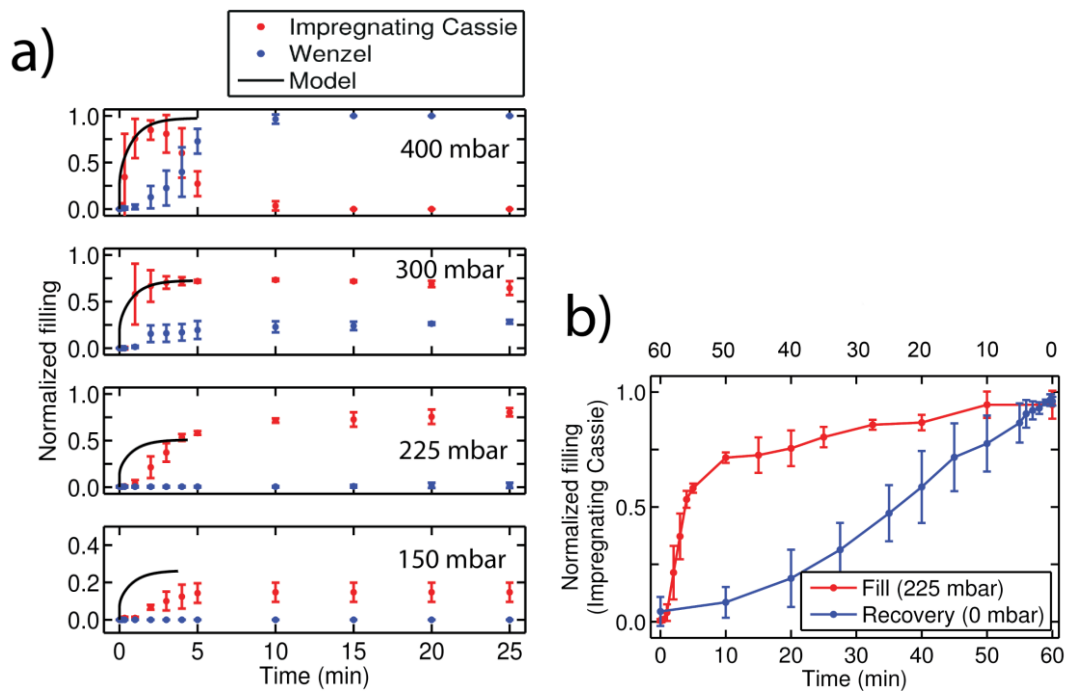 a)
Impregnating Cassie
Wenzel
Model
Normalized filling
1.0
0.5
0.0
400 mbar
1.0
0.5
0.0
300 mbar
1.0
0.5
0.0
225 mbar
0.4
0.2
0.0
150 mbar
0 5 10 15 20 25
Time (min)
b)
60 50 40 30 20 10 0
Normalized filling
(Impregnating Cassie)
1.0
0.5
0.0
Fill (225 mbar)
Recovery (0 mbar)
0 10 20 30 40 50 60
Time (min)